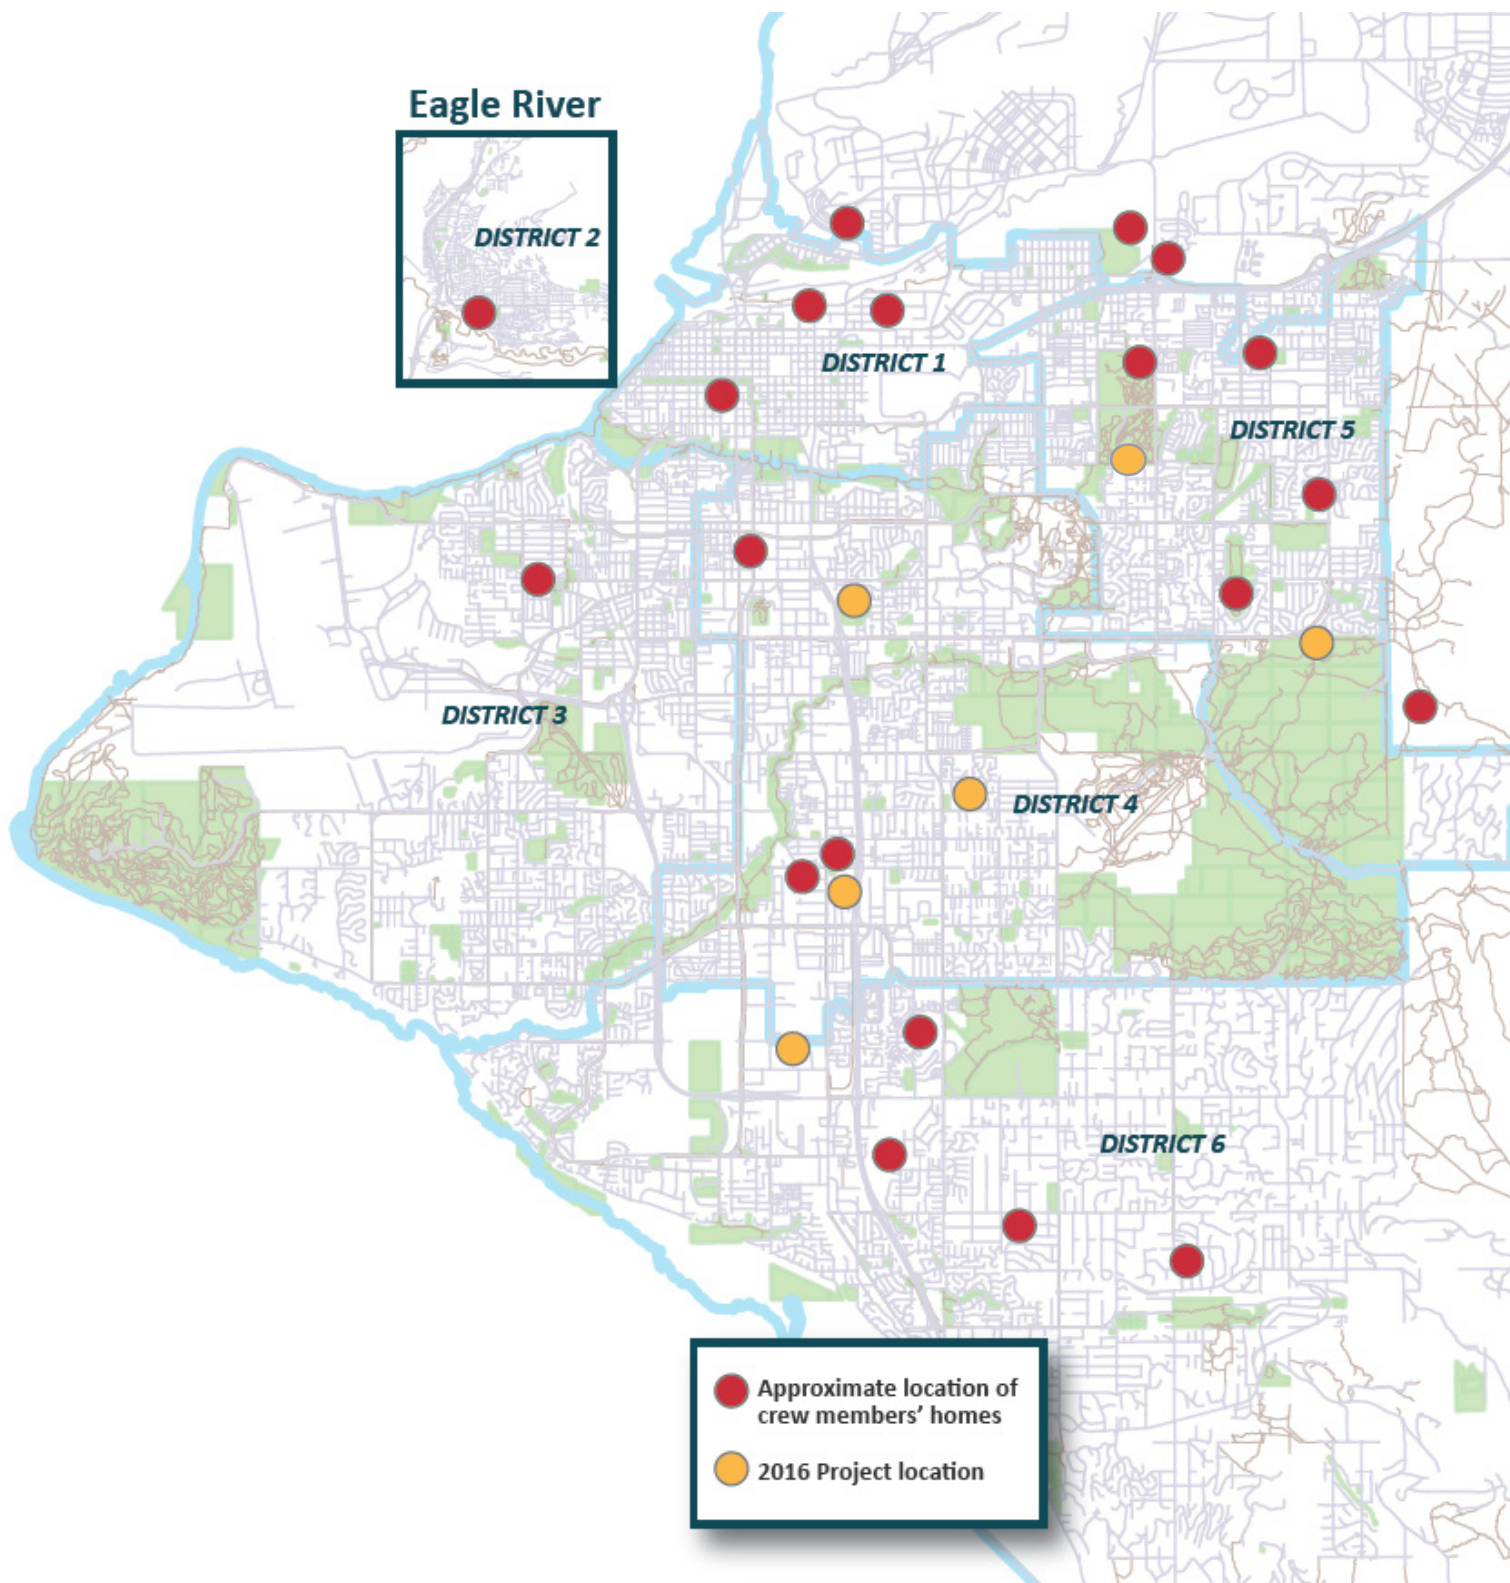 Eagle River
DISTRICT 2
DISTRICT 1
DISTRICT 5
DISTRICT 3
DISTRICT 4
DISTRICT 6
Approximate location of
crew members’ homes
2016 Project location